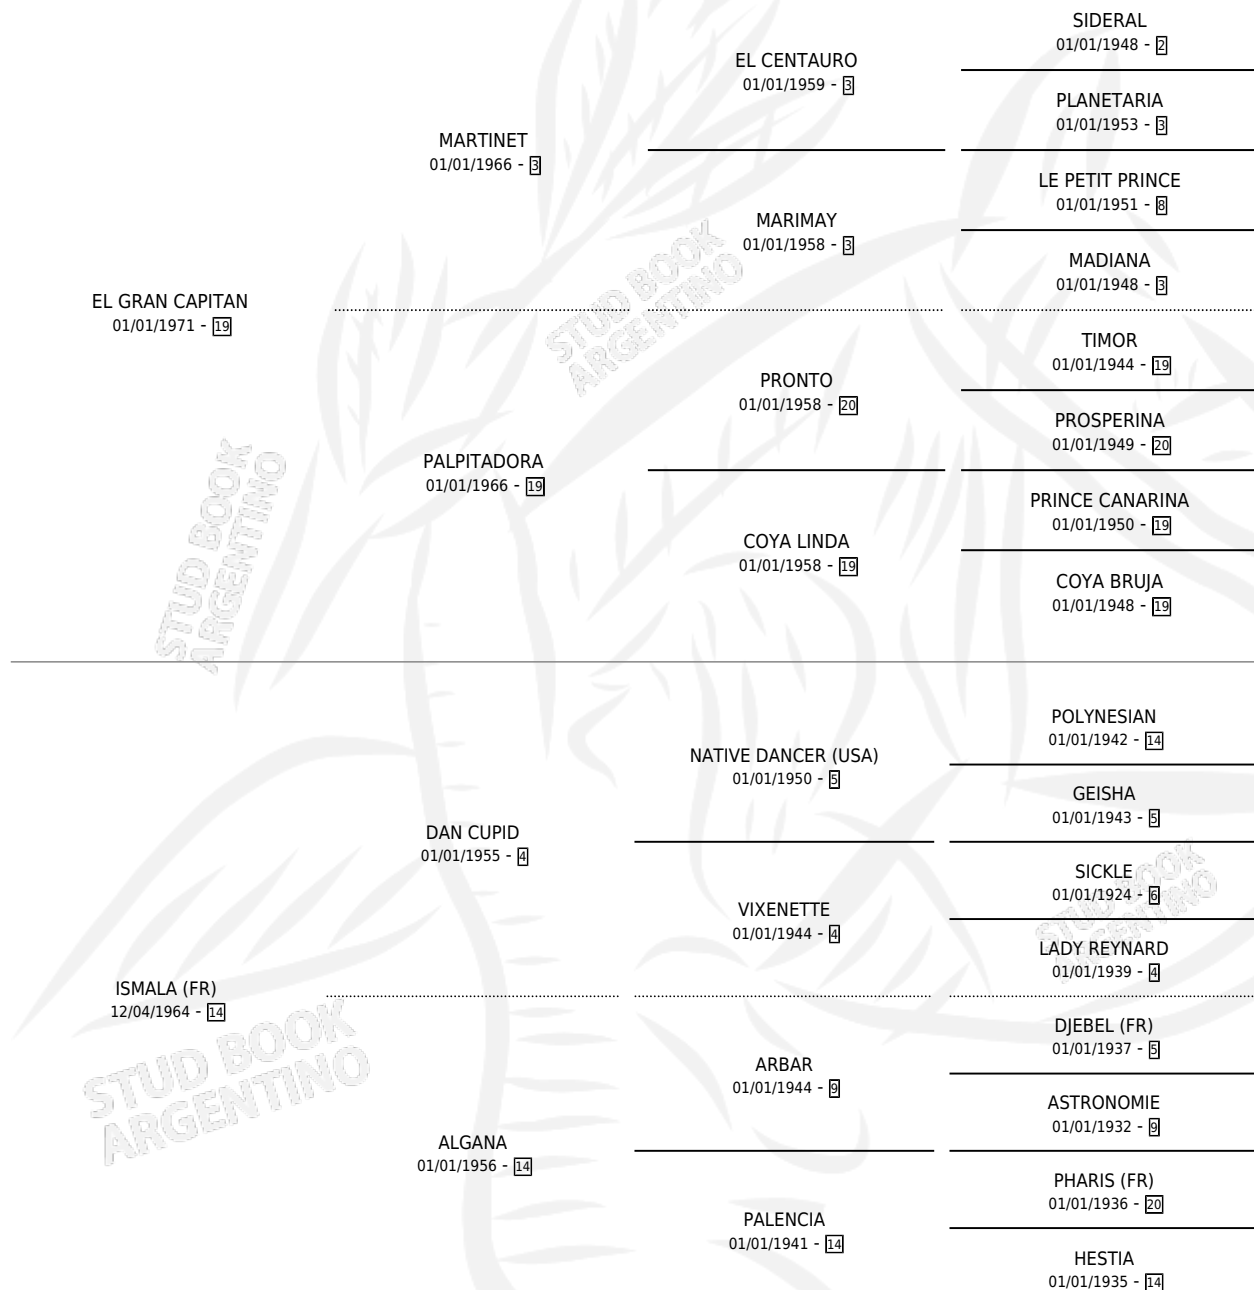 SIDERAL
01/01/1948 - 2
EL CENTAURO
01/01/1959 - 3
PLANETARIA
01/01/1953 - 3
MARTINET
01/01/1966 - 3
LE PETIT PRINCE
01/01/1951 - 8
MARIMAY
01/01/1958 - 3
MADIANA
01/01/1948 - 3
EL GRAN CAPITAN
01/01/1971 - 19
TIMOR
01/01/1944 - 19
PRONTO
01/01/1958 - 20
PROSPERINA
01/01/1949 - 20
PALPITADORA
01/01/1966 - 19
PRINCE CANARINA
01/01/1950 - 19
COYA LINDA
01/01/1958 - 19
COYA BRUJA
01/01/1948 - 19
POLYNESIAN
01/01/1942 - 14
NATIVE DANCER (USA)
01/01/1950 - 5
GEISHA
01/01/1943 - 5
DAN CUPID
01/01/1955 - 4
SICKLE
01/01/1924 - 6
VIXENETTE
01/01/1944 - 4
LADY REYNARD
01/01/1939 - 4
ISMALA (FR)
12/04/1964 - 14
DJEBEL (FR)
01/01/1937 - 5
ARBAR
01/01/1944 - 9
ASTRONOMIE
01/01/1932 - 9
ALGANA
01/01/1956 - 14
PHARIS (FR)
01/01/1936 - 20
PALENCIA
01/01/1941 - 14
HESTIA
01/01/1935 - 14
STUD BOOK
ARGENTINO
STUD BOOK
ARGENTINO
STUD BOOK
ARGENTINO
STUD BOOK
ARGENTINO